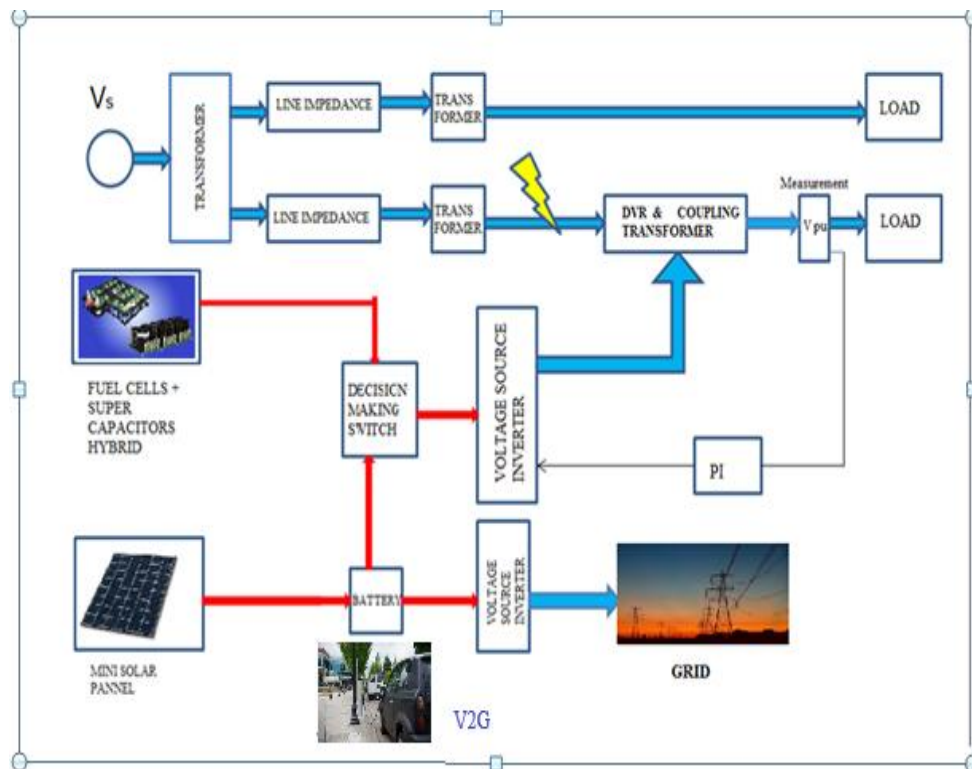 Vs
TRANSFORMER
LINE IMPEDANCE
TRANS
FORMER
LOAD
LINE IMPEDANCE
TRANS
FORMER
DVR & COUPLING
TRANSFORMER
Measurement
V pu
LOAD
FUEL CELLS +
SUPER
CAPACITORS
HYBRID
DECISION
MAKING
SWITCH
VOLTAGE SOURCE
INVERTER
PI
MINI SOLAR
PANNEL
BATTERY
VOLTAGE
SOURCE
INVERTER
GRID
V2G